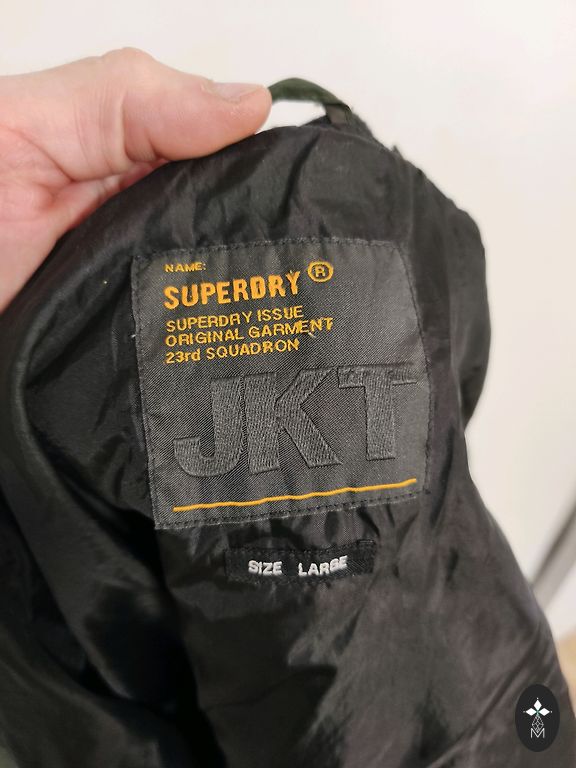 NAME:
SUPERDRY®
SUPERDRY ISSUE
ORIGINAL GARMENT
23rd SQUADRON
JKT
SIZE LARGE
M